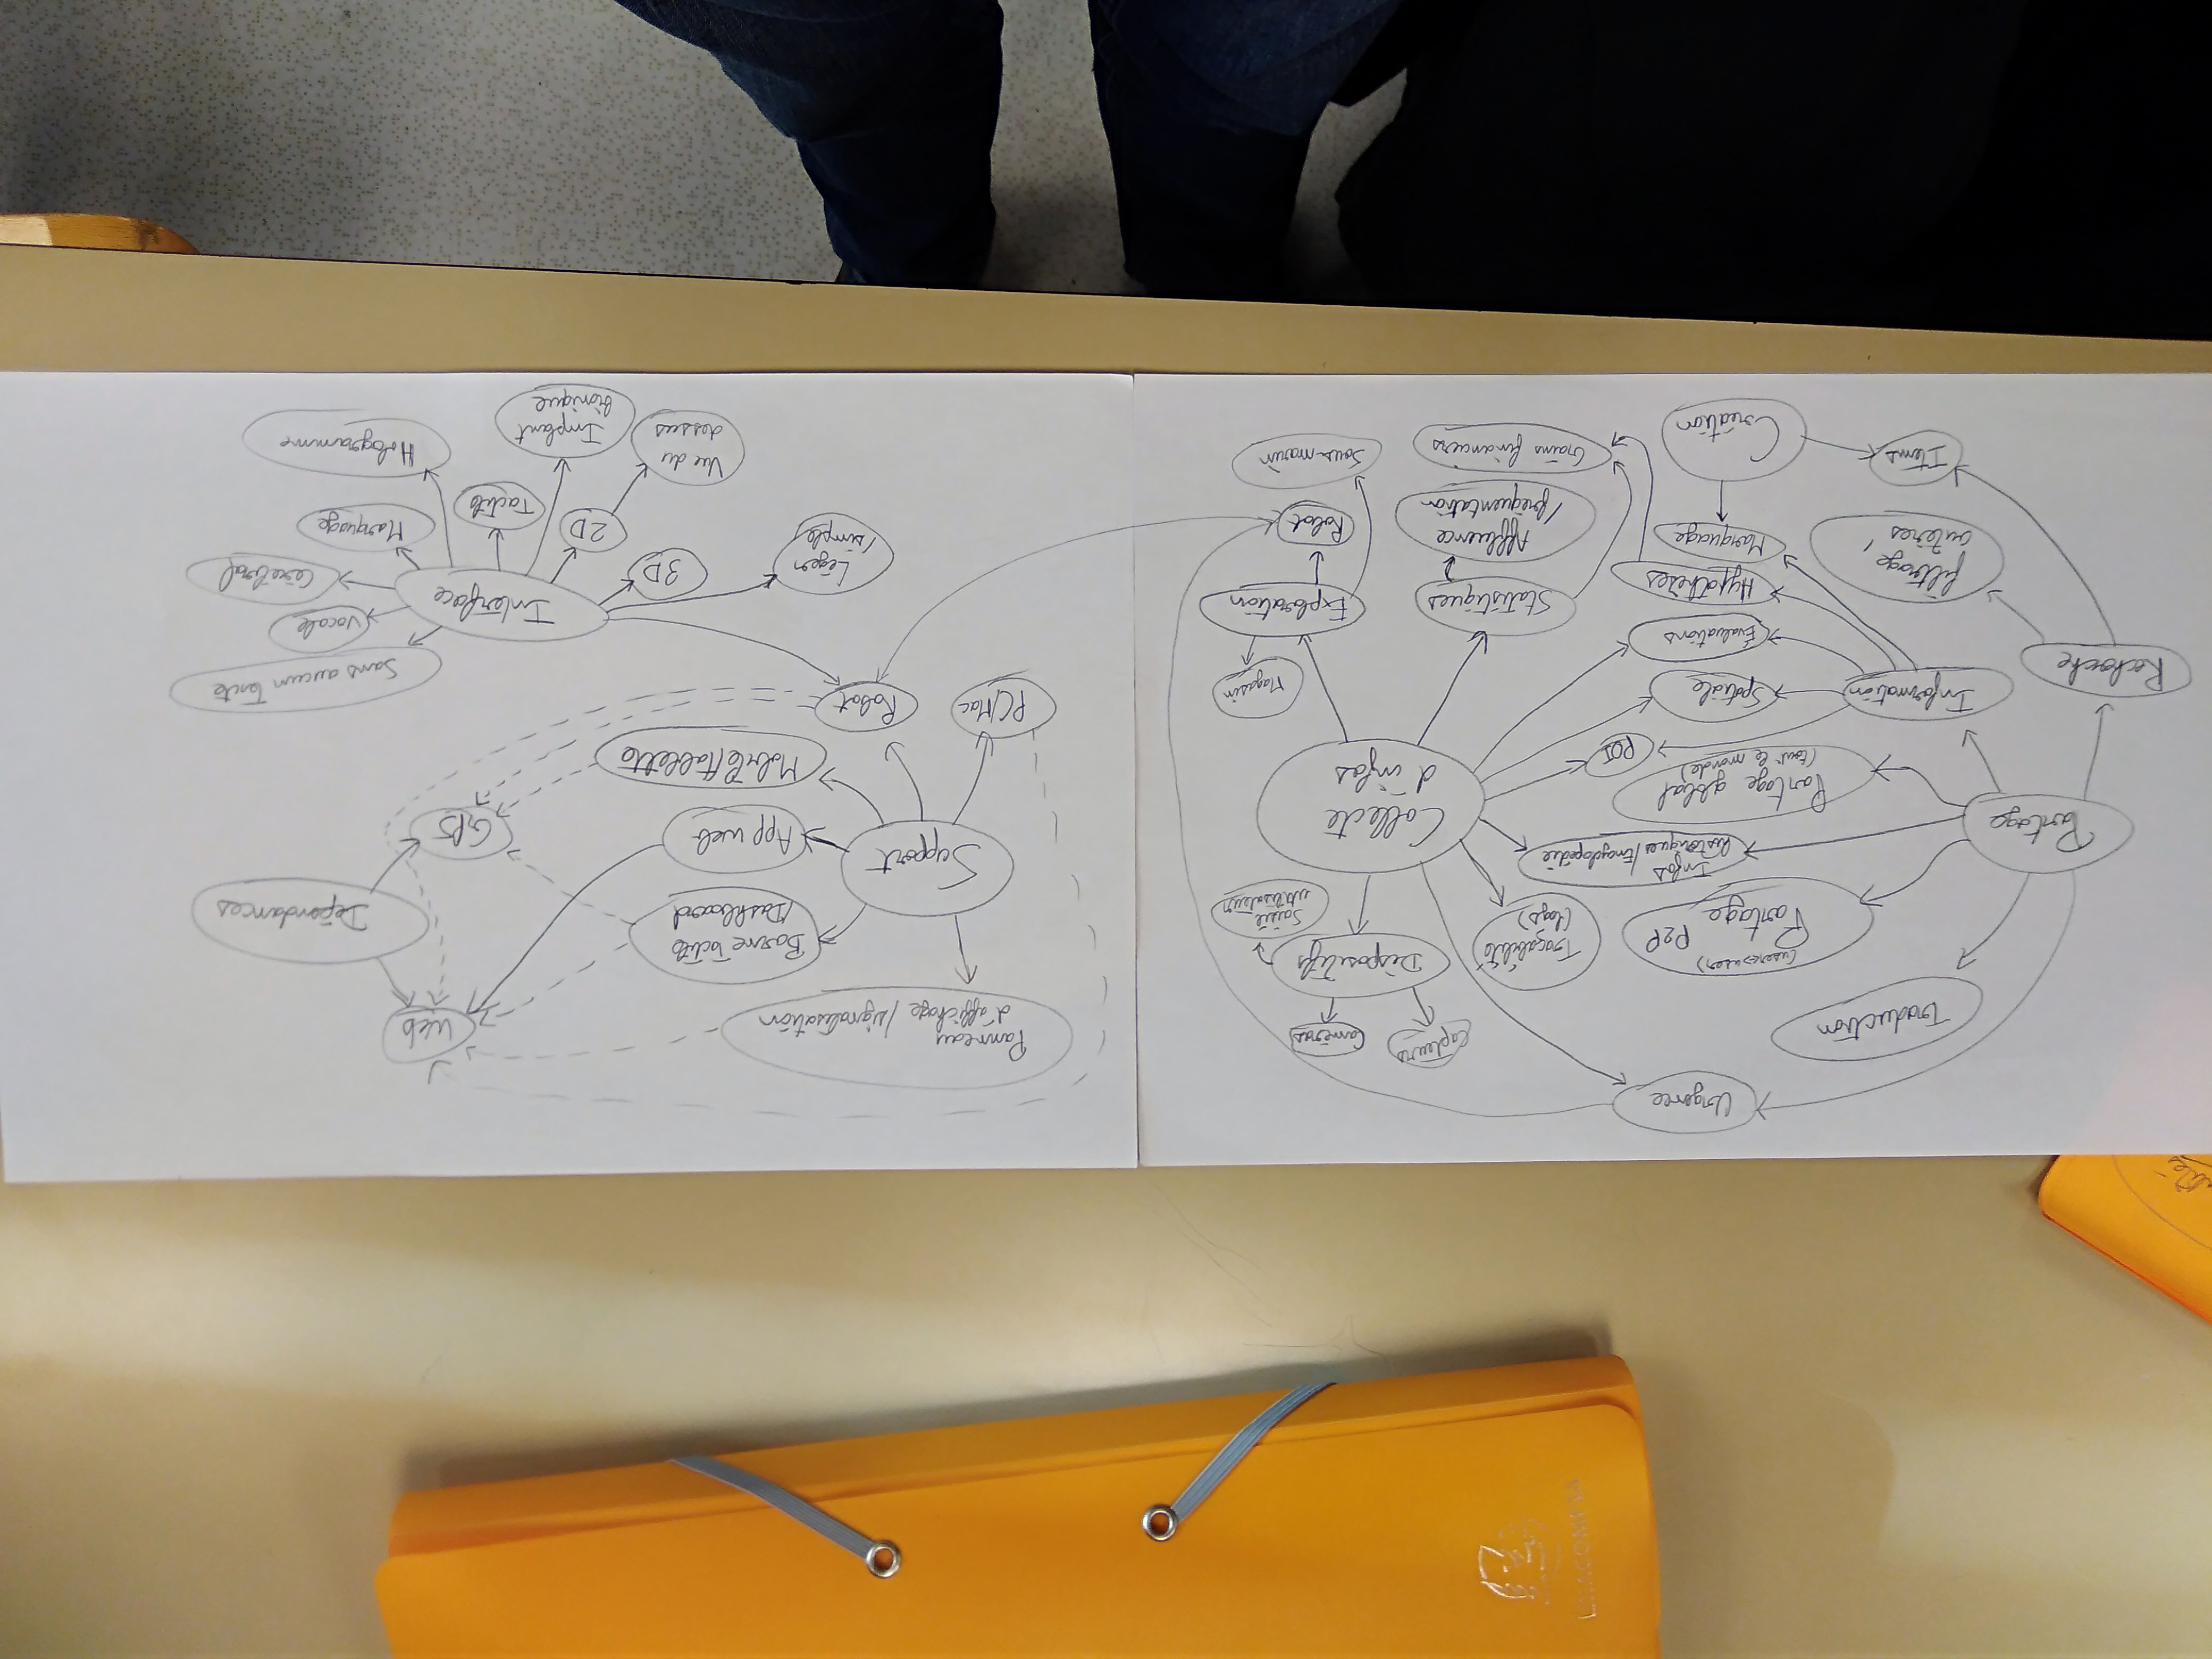 Urgence
Traduction
(user↔user)
Partage P2P
Traçabilité
(logs)
Capteurs
Caméras
Dispositifs
Saisie
utilisateur
Infos
historiques/Encyclopédie
Partage
Collecte
d'infos
Partage global
(tout le monde)
POI
Information
Spatiale
Recherche
Évaluations
Magasin
Statistiques
Exploration
Hypothèses
Marquage
filtrage,
Affluence
/fréquentation
Robot
Items
Création
Gains financiers
Sous-marin
Panneau
d'affichage/signalisation
Web
Borne Tactile
/Dashboard
Dépendances
Support
App web
GPS
Mobile/tablette
PC/Mac
Robot
Sans aucun Texte
Vocale
Interface
Cérébral
Léger
/simple
3D
2D
Tactile
Marquage
Vue du
dessus
Implant
bionique
Hologramme